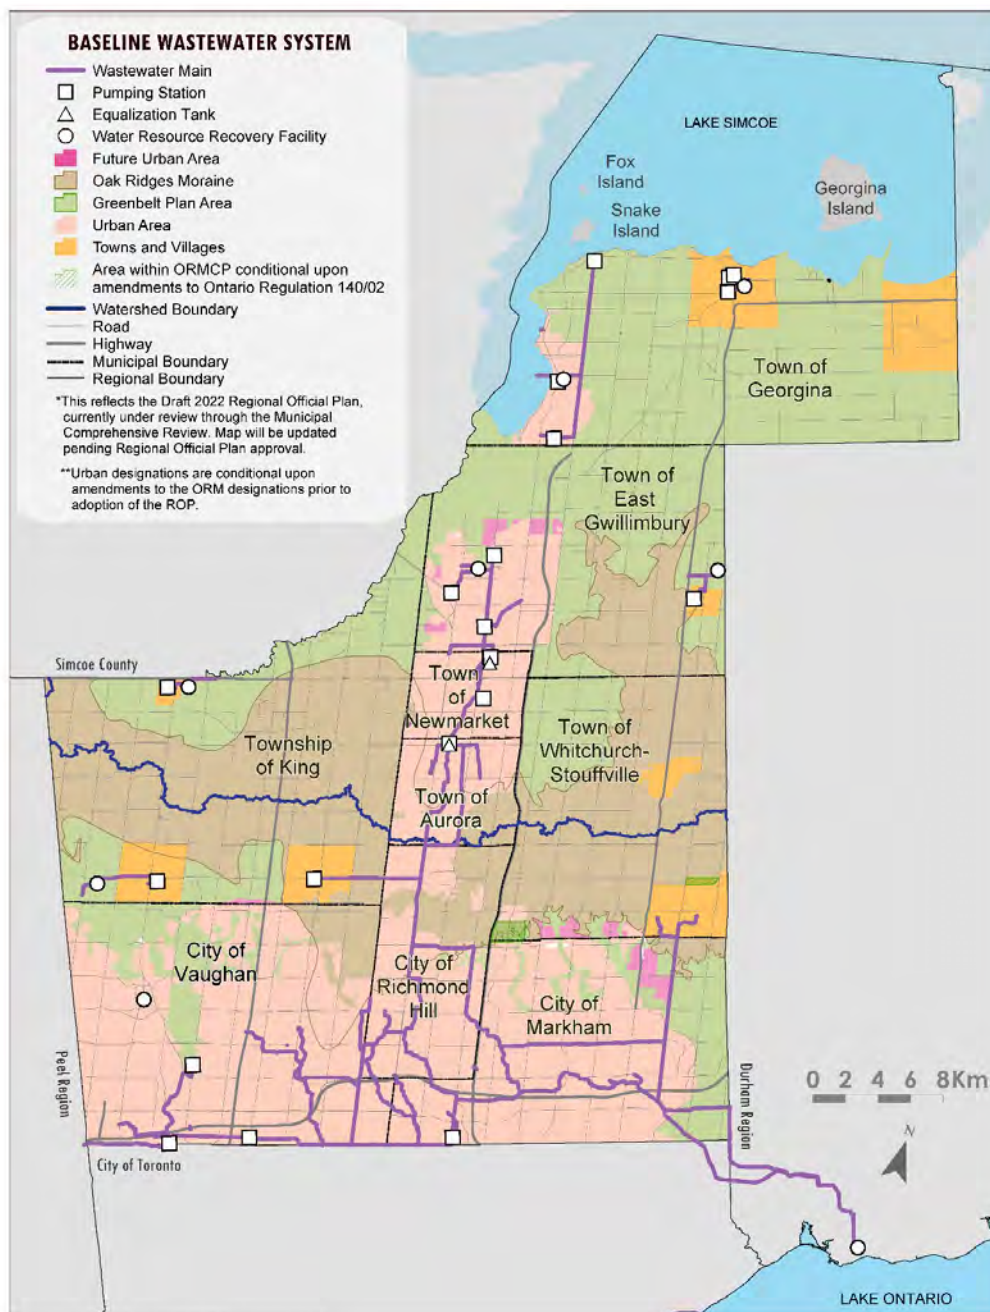 BASELINE WASTEWATER SYSTEM
Wastewater Main
Pumping Station
Equalization Tank
Water Resource Recovery Facility
Future Urban Area
Oak Ridges Moraine
Greenbelt Plan Area
Urban Area
Towns and Villages
Area within ORMCP conditional upon
amendments to Ontario Regulation 140/02
Watershed Boundary
Road
Highway
Municipal Boundary
Regional Boundary
*This reflects the Draft 2022 Regional Official Plan,
currently under review through the Municipal
Comprehensive Review. Map will be updated
pending Regional Official Plan approval.
**Urban designations are conditional upon
amendments to the ORM designations prior to
adoption of the ROP.
LAKE SIMCOE
Fox
Island
Georgina
Island
Snake
Island
Town of
Georgina
Town of
East
Gwillimbury
Simcoe County
Town
of
Newmarket
Town of
Whitchurch-
Stouffville
Township
of King
Town of
Aurora
City of
Vaughan
City of
Richmond
Hill
City of
Markham
Peel Region
Durham Region
0 2 4 6 8Km
N
City of Toronto
LAKE ONTARIO